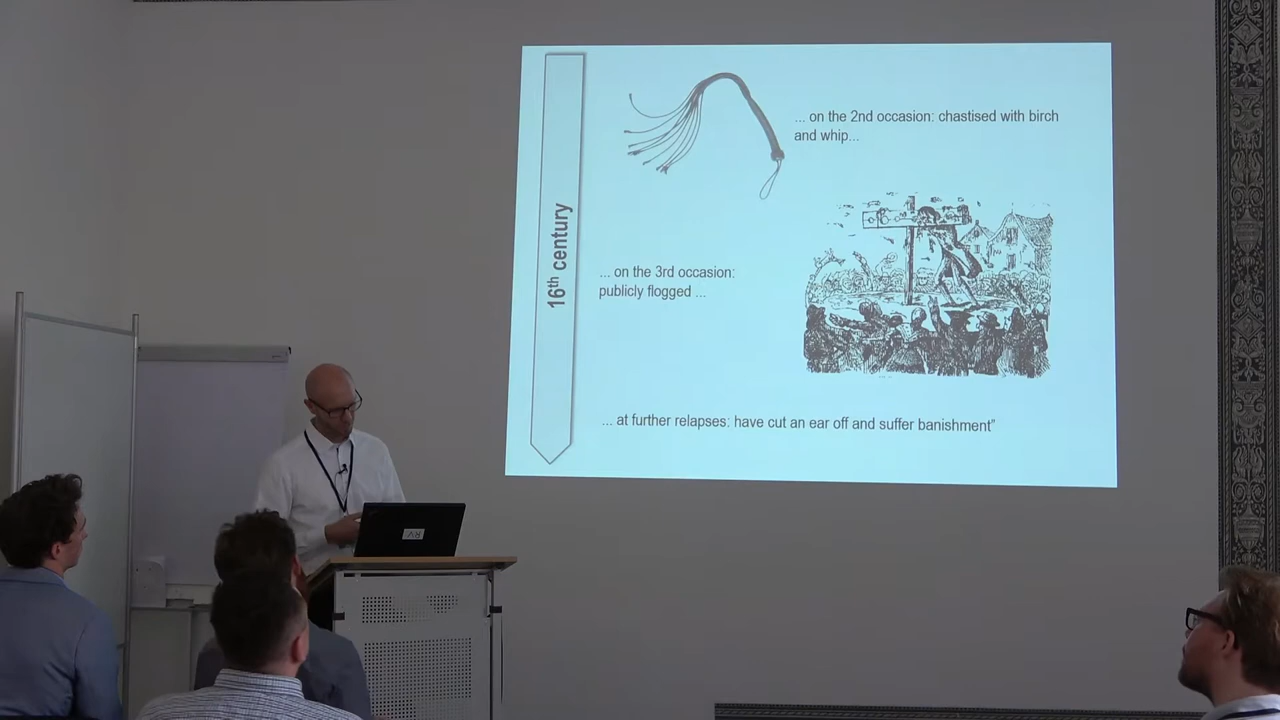 ... on the 2nd occasion: chastised with birch
and whip...
16th century
... on the 3rd occasion:
publicly flogged ...
... at further relapses: have cut an ear off and suffer banishment"
RV